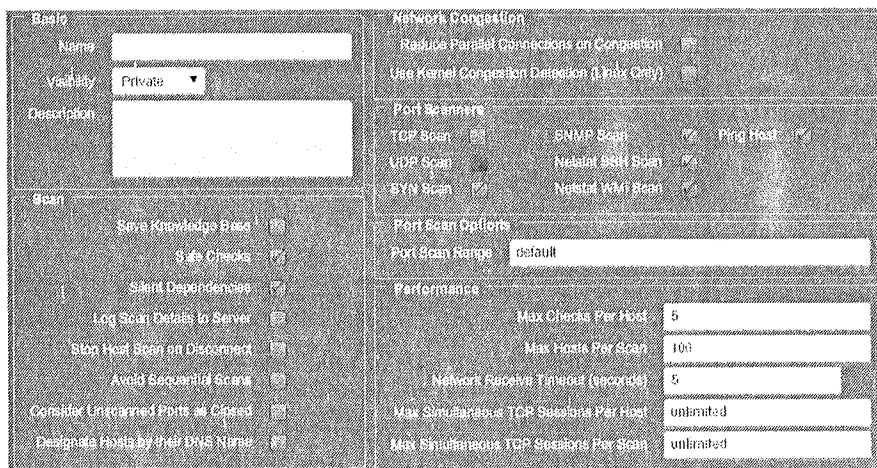 Basic
Name
Visibility
Private
Description
Scan
Save Knowledge Base
Safe Checks
Silent Dependencies
Log Scan Details to Server
Stop Host Scan on Disconnect
Avoid Sequential Scans
Consider Unscanned Ports as Closed
Designate Hosts by their DNS Name
Network Congestion
Reduce Parallel Connections on Congestion
Use Kernel Congestion Detection (Linux Only)
Port Scanners
TCP Scan SNMP Scan Ping Host
UDP Scan Netstat SSH Scan
SYN Scan Netstat WMI Scan
Port Scan Options
Port Scan Range default
Performance
Max Checks Per Host 5
Max Hosts Per Scan 100
Network Receive Timeout (seconds) 5
Max Simultaneous TCP Sessions Per Host unlimited
Max Simultaneous TCP Sessions Per Scan unlimited